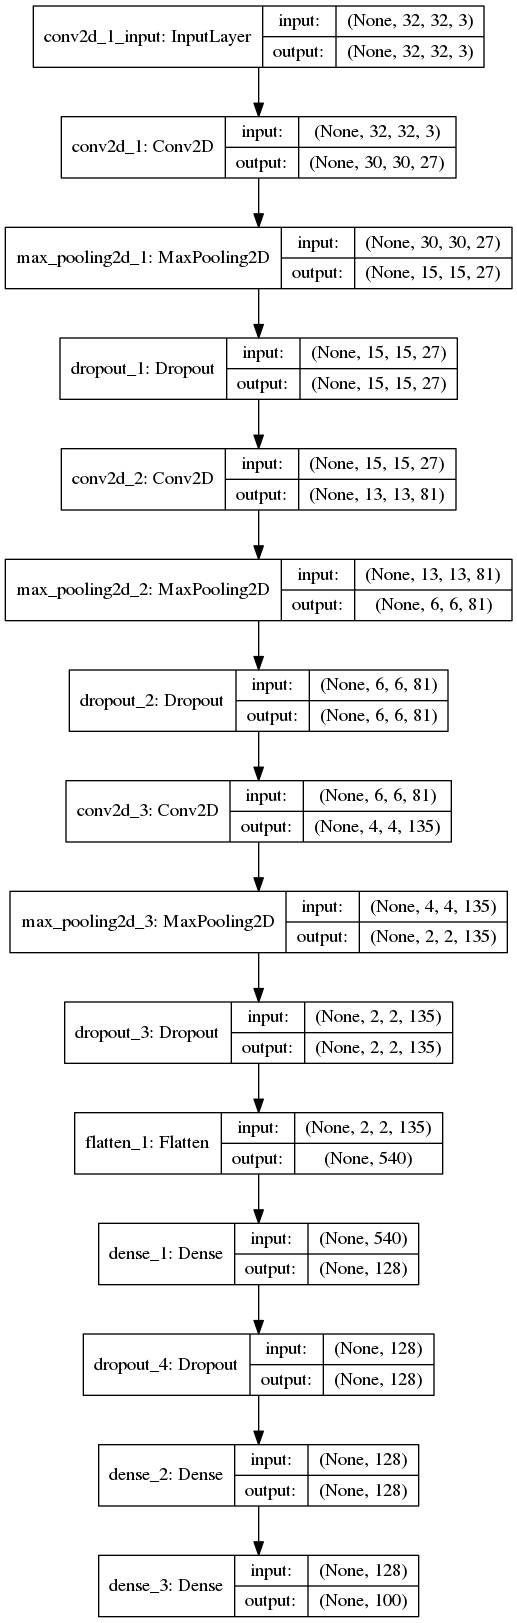 conv2d_1_input: InputLayer
input: (None, 32, 32, 3)
output: (None, 32, 32, 3)
conv2d_1: Conv2D
input: (None, 32, 32, 3)
output: (None, 30, 30, 27)
max_pooling2d_1: MaxPooling2D
input: (None, 30, 30, 27)
output: (None, 15, 15, 27)
dropout_1: Dropout
input: (None, 15, 15, 27)
output: (None, 15, 15, 27)
conv2d_2: Conv2D
input: (None, 15, 15, 27)
output: (None, 13, 13, 81)
max_pooling2d_2: MaxPooling2D
input: (None, 13, 13, 81)
output: (None, 6, 6, 81)
dropout_2: Dropout
input: (None, 6, 6, 81)
output: (None, 6, 6, 81)
conv2d_3: Conv2D
input: (None, 6, 6, 81)
output: (None, 4, 4, 135)
max_pooling2d_3: MaxPooling2D
input: (None, 4, 4, 135)
output: (None, 2, 2, 135)
dropout_3: Dropout
input: (None, 2, 2, 135)
output: (None, 2, 2, 135)
flatten_1: Flatten
input: (None, 2, 2, 135)
output: (None, 540)
dense_1: Dense
input: (None, 540)
output: (None, 128)
dropout_4: Dropout
input: (None, 128)
output: (None, 128)
dense_2: Dense
input: (None, 128)
output: (None, 128)
dense_3: Dense
input: (None, 128)
output: (None, 100)